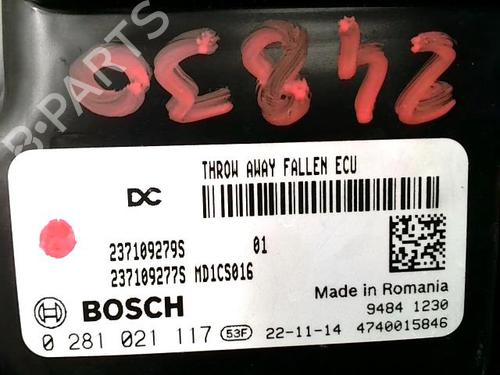 24830
B-PARTS
THROW AWAY FALLEN ECU
DC
237109279S 01
237109277S MD1CS016
BOSCH
Made in Romania
9484 1230
0 281 021 117 53F 22-11-14 4740015846